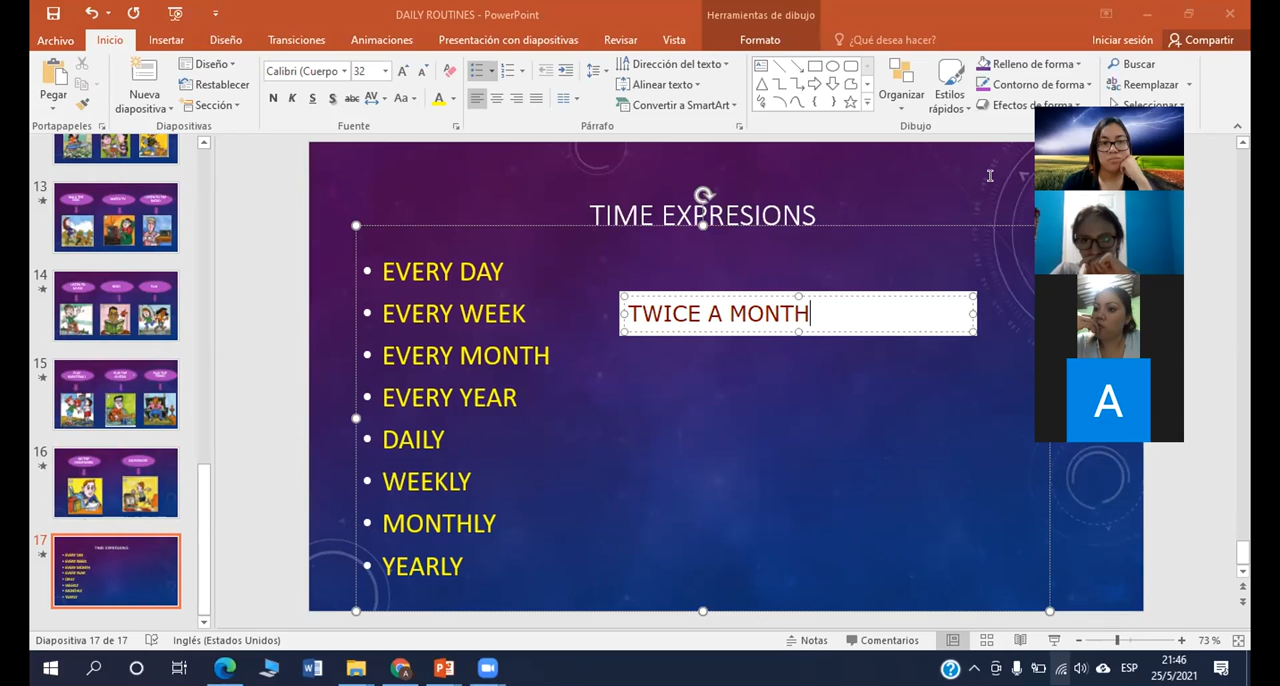 DAILY ROUTINES - PowerPoint
Herramientas de dibujo
Archivo
Inicio
Insertar
Diseño
Transiciones
Animaciones
Presentación con diapositivas
Revisar
Vista
Formato
¿Qué desea hacer?
Iniciar sesión
Compartir
Pegar
Nueva
diapositiva
Diseño
Restablecer
Sección
Calibri (Cuerpo
32
N K S S abc AV Aa A
Dirección del texto
Alinear texto
Convertir a SmartArt
Organizar
Estilos
rápidos
Relleno de forma
Contorno de forma
Efectos de forma
Buscar
Reemplazar
Seleccionar
Portapapeles
Diapositivas
Fuente
Párrafo
Dibujo
13
14
15
16
17
TIME EXPRESIONS
EVERY DAY
EVERY WEEK
EVERY MONTH
EVERY YEAR
DAILY
WEEKLY
MONTHLY
YEARLY
TWICE A MONTH
A
Diapositiva 17 de 17
Inglés (Estados Unidos)
Notas
Comentarios
73 %
ESP
21:46
25/5/2021